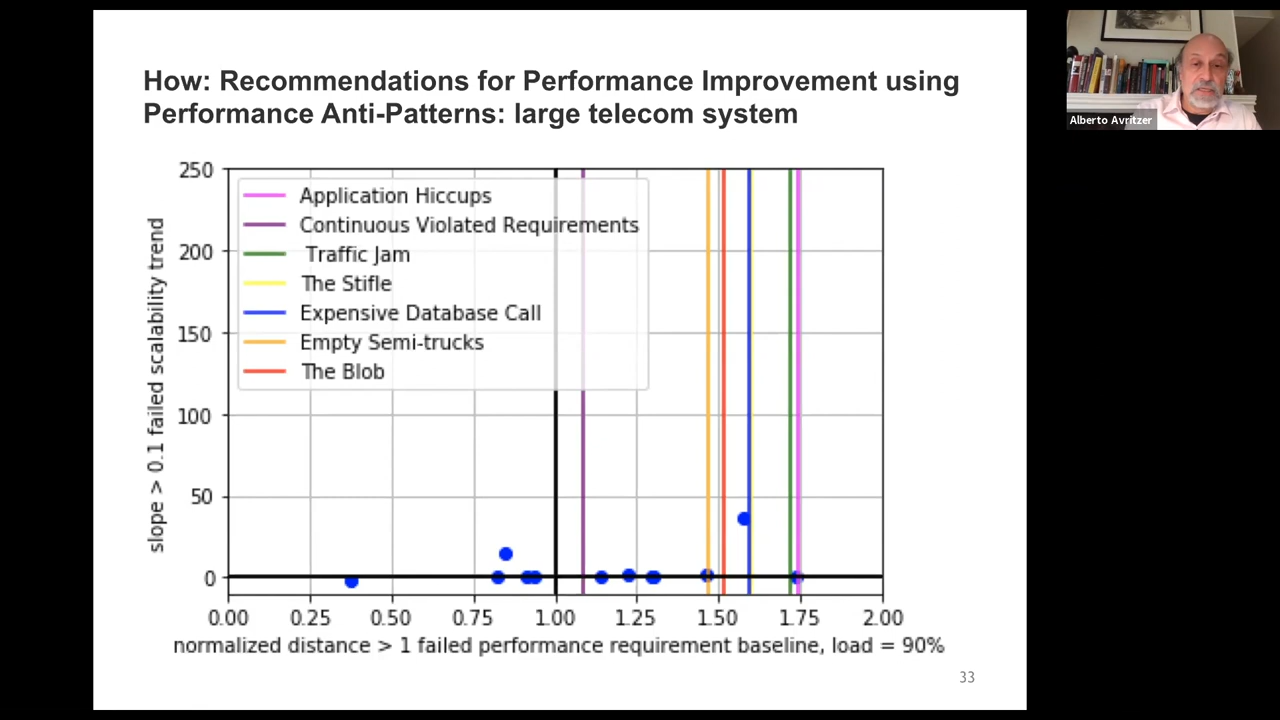 How: Recommendations for Performance Improvement using
Performance Anti-Patterns: large telecom system
250
200
150
100
50
0
slope > 0.1 failed scalability trend
Application Hiccups
Continuous Violated Requirements
Traffic Jam
The Stifle
Expensive Database Call
Empty Semi-trucks
The Blob
0.00 0.25 0.50 0.75 1.00 1.25 1.50 1.75 2.00
normalized distance > 1 failed performance requirement baseline, load = 90%
33
Alberto Avritzer